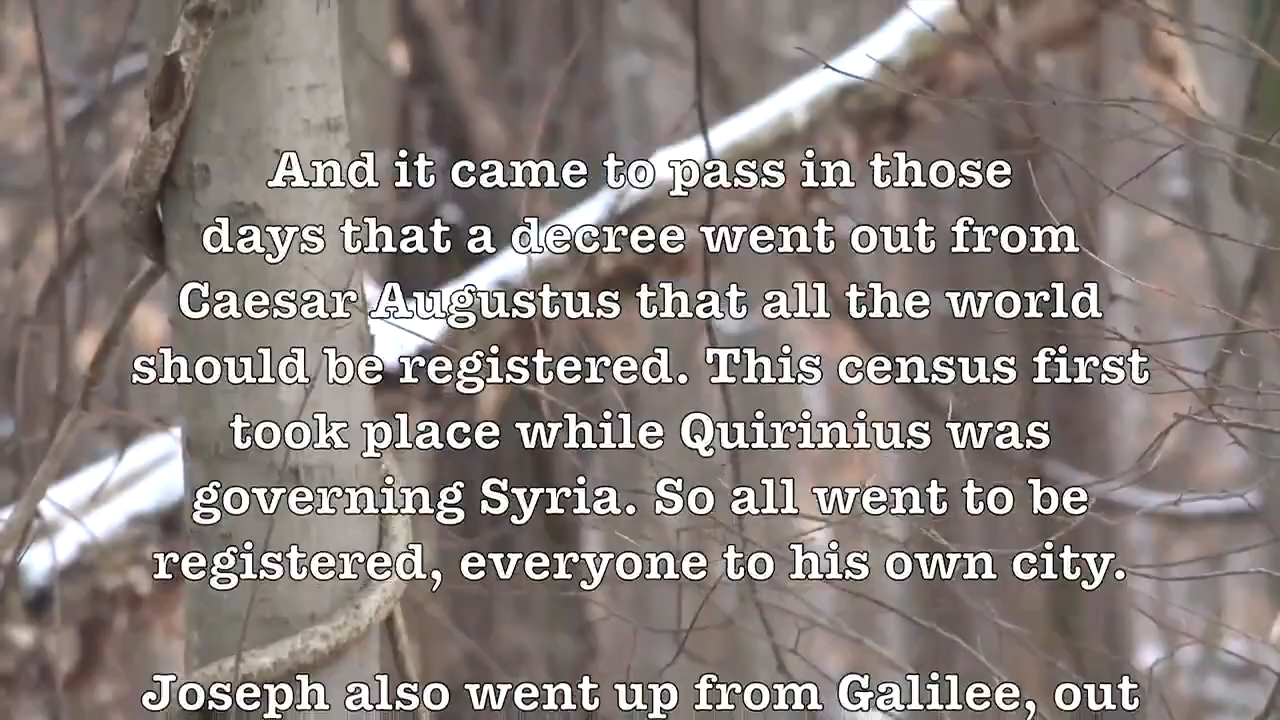 And it came to pass in those
days that a decree went out from
Caesar Augustus that all the world
should be registered. This census first
took place while Quirinius was
governing Syria. So all went to be
registered, everyone to his own city.
Joseph also went up from Galilee, out